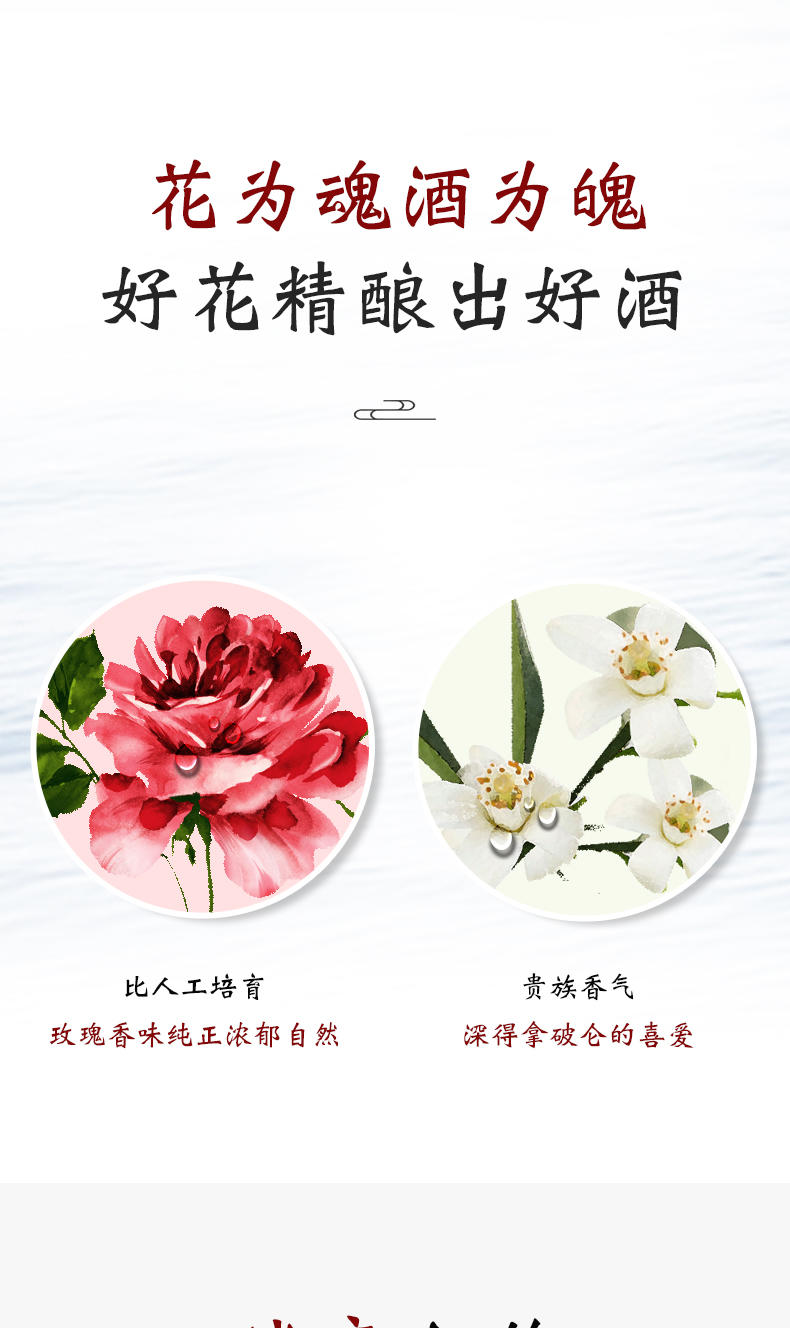 花为魂酒为魄
好花精酿出好酒
比人工培育
玫瑰香味纯正浓郁自然
贵族香气
深得拿破仑的喜爱